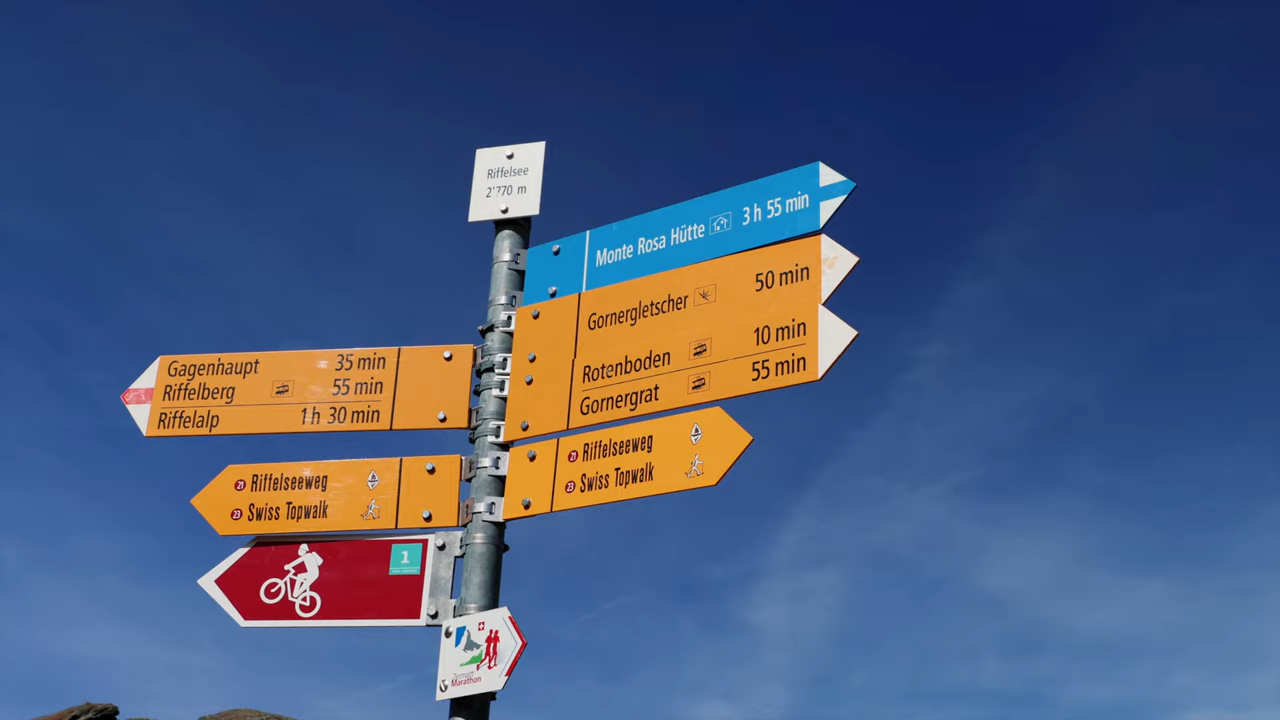 Riffelsee
2'770 m
Monte Rosa Hütte 3 h 55 min
Gornergletscher 50 min
Rotenboden 10 min
Gornergrat 55 min
Gagenhaupt 35 min
Riffelberg 55 min
Riffelalp 1 h 30 min
21 Riffelseeweg
23 Swiss Topwalk
21 Riffelseeweg
23 Swiss Topwalk
1
Zermatt
Marathon